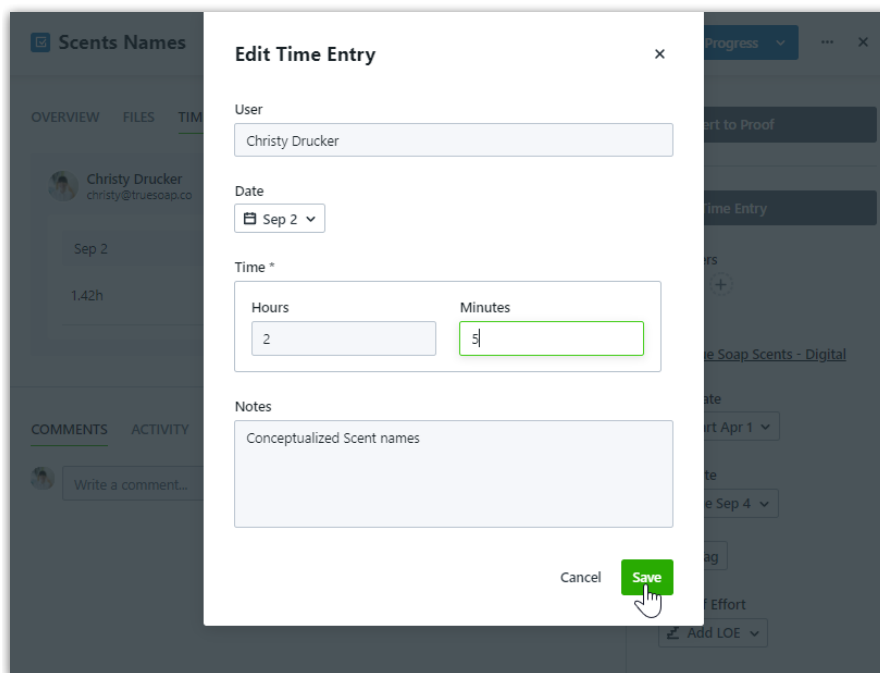 Scents Names
Progress
Edit Time Entry
OVERVIEW FILES TIM
ert to Proof
User
Christy Drucker
Christy Drucker
christy@truesoap.co
Time Entry
Date
Sep 2
Sep 2
1.42h
Time *
Hours Minutes
2 5
ers
ue Soap Scents - Digital
ate
art Apr 1
Notes
Conceptualized Scent names
COMMENTS ACTIVITY
Write a comment...
te
e Sep 4
ag
Cancel Save
f Effort
Add LOE